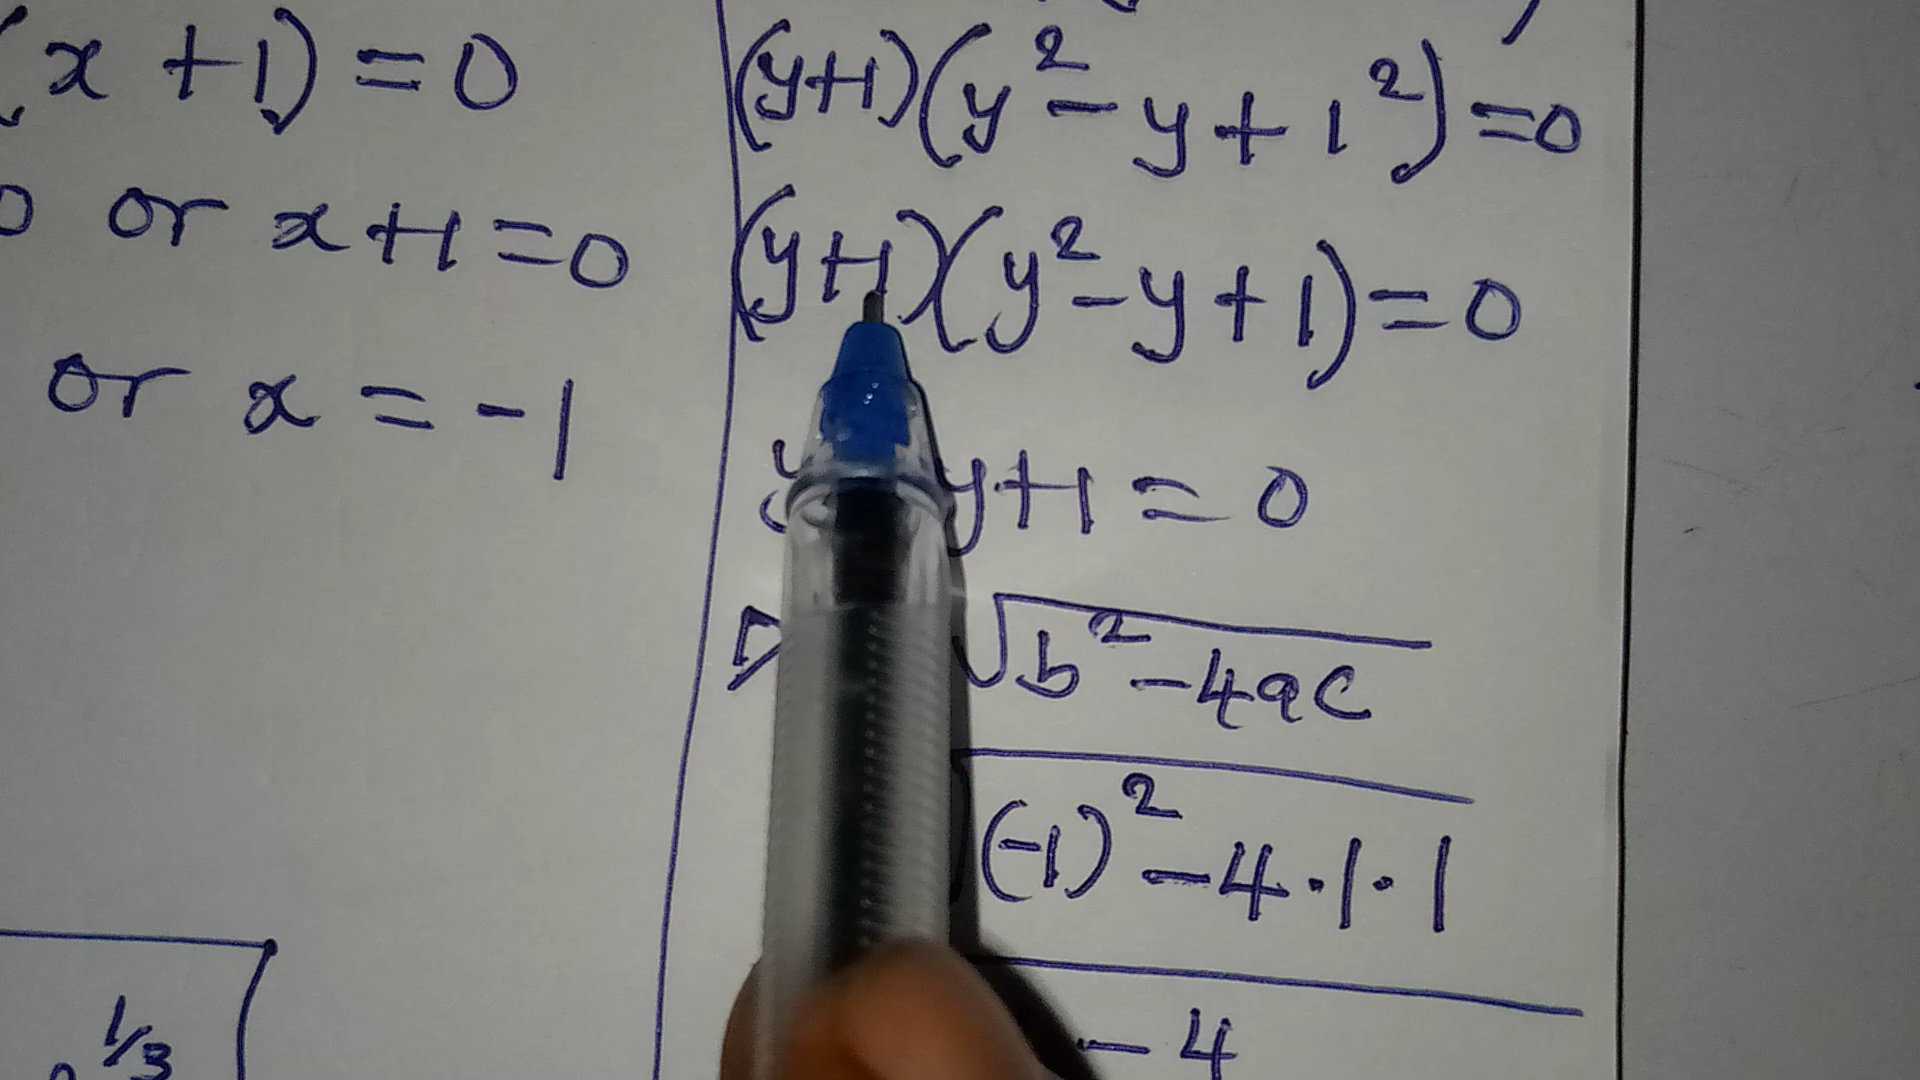 (x + 1) = 0
0 or x+1=0
or x = -1
1/3
(y+1)(y² - y + 1²) = 0
(y+1)(y² - y + 1) = 0
y y+1 = 0
√b² - 4ac
(-1)² - 4·1·1
- 4